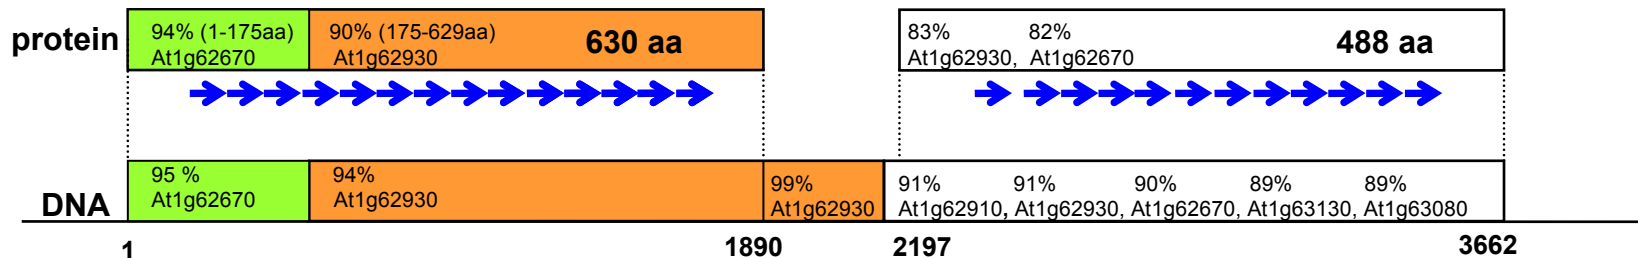 protein
94% (1-175aa)
At1g62670
90% (175-629aa)
At1g62930
630 aa
83%
At1g62930,
82%
At1g62670
488 aa
DNA
95 %
At1g62670
94%
At1g62930
99%
At1g62930
91% 91% 90% 89% 89%
At1g62910, At1g62930, At1g62670, At1g63130, At1g63080
1 1890 2197 3662